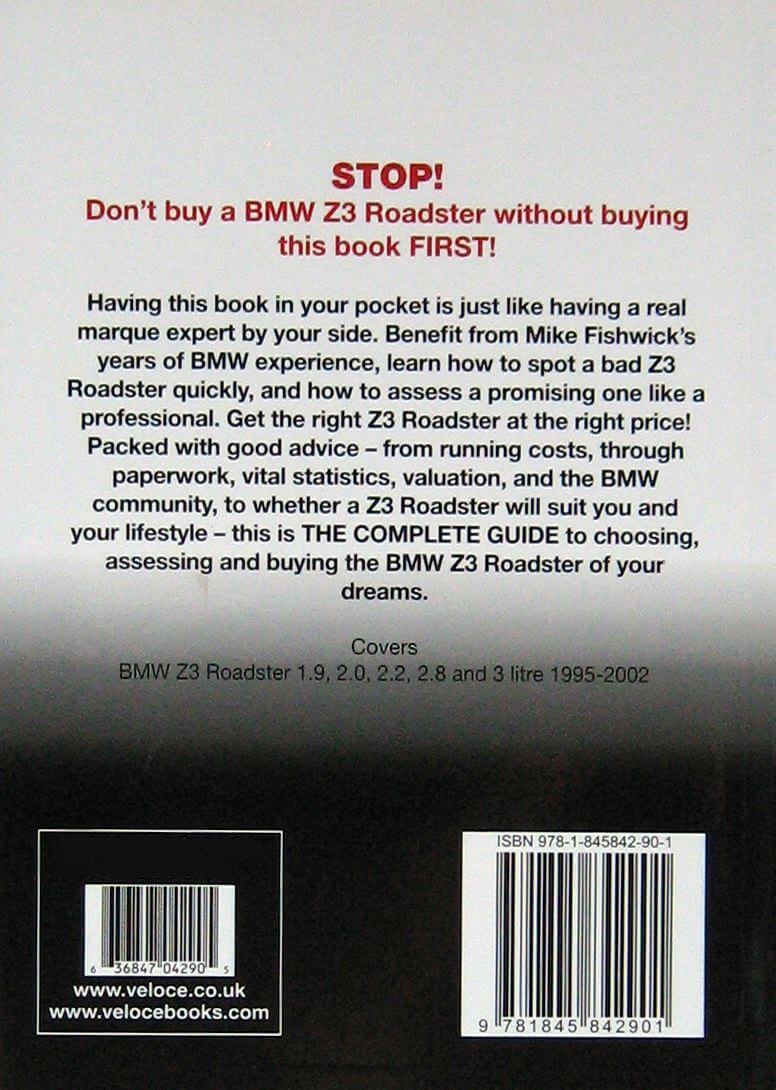 STOP!
Don't buy a BMW Z3 Roadster without buying
this book FIRST!
Having this book in your pocket is just like having a real
marque expert by your side. Benefit from Mike Fishwick's
years of BMW experience, learn how to spot a bad Z3
Roadster quickly, and how to assess a promising one like a
professional. Get the right Z3 Roadster at the right price!
Packed with good advice – from running costs, through
paperwork, vital statistics, valuation, and the BMW
community, to whether a Z3 Roadster will suit you and
your lifestyle – this is THE COMPLETE GUIDE to choosing,
assessing and buying the BMW Z3 Roadster of your
dreams.
Covers
BMW Z3 Roadster 1.9, 2.0, 2.2, 2.8 and 3 litre 1995-2002
6 36847 04290 5
www.veloce.co.uk
www.velocebooks.com
ISBN 978-1-845842-90-1
9 781845 842901